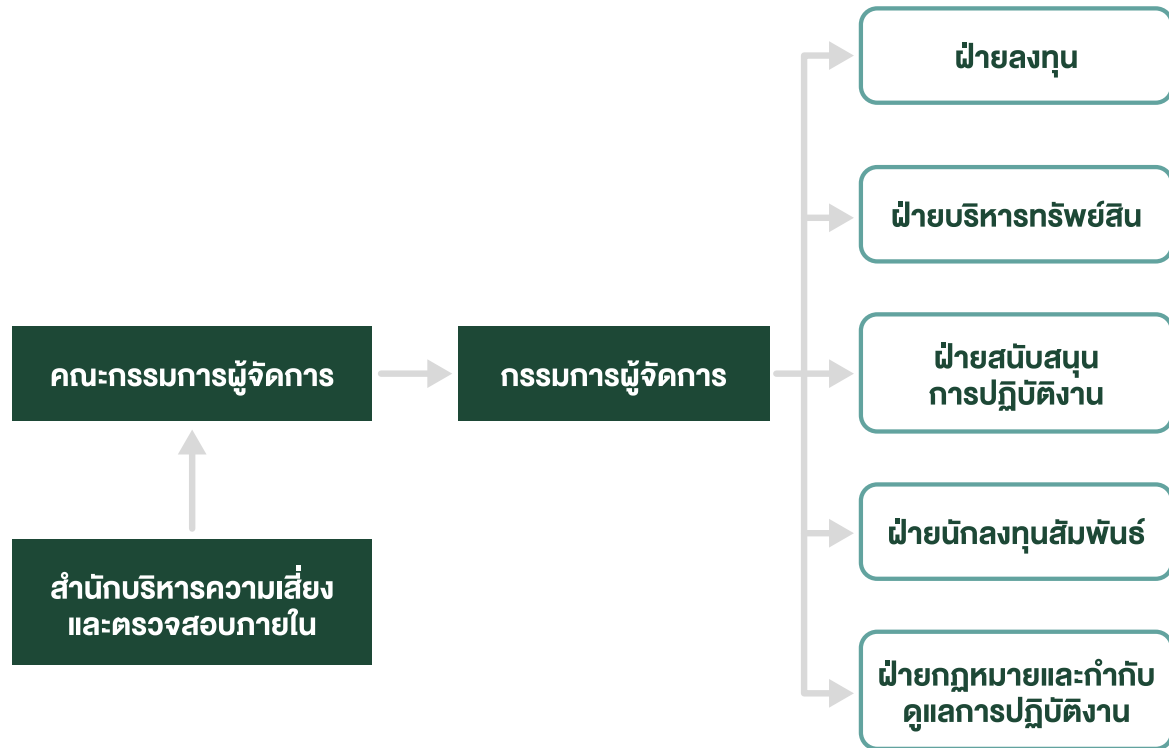 ฝ่ายลงทุน
ฝ่ายบริหารทรัพย์สิน
คณะกรรมการผู้จัดการ
กรรมการผู้จัดการ
ฝ่ายสนับสนุน
การปฏิบัติงาน
ฝ่ายนักลงทุนสัมพันธ์
สำนักบริหารความเสี่ยง
และตรวจสอบภายใน
ฝ่ายกฎหมายและกำกับ
ดูแลการปฏิบัติงาน